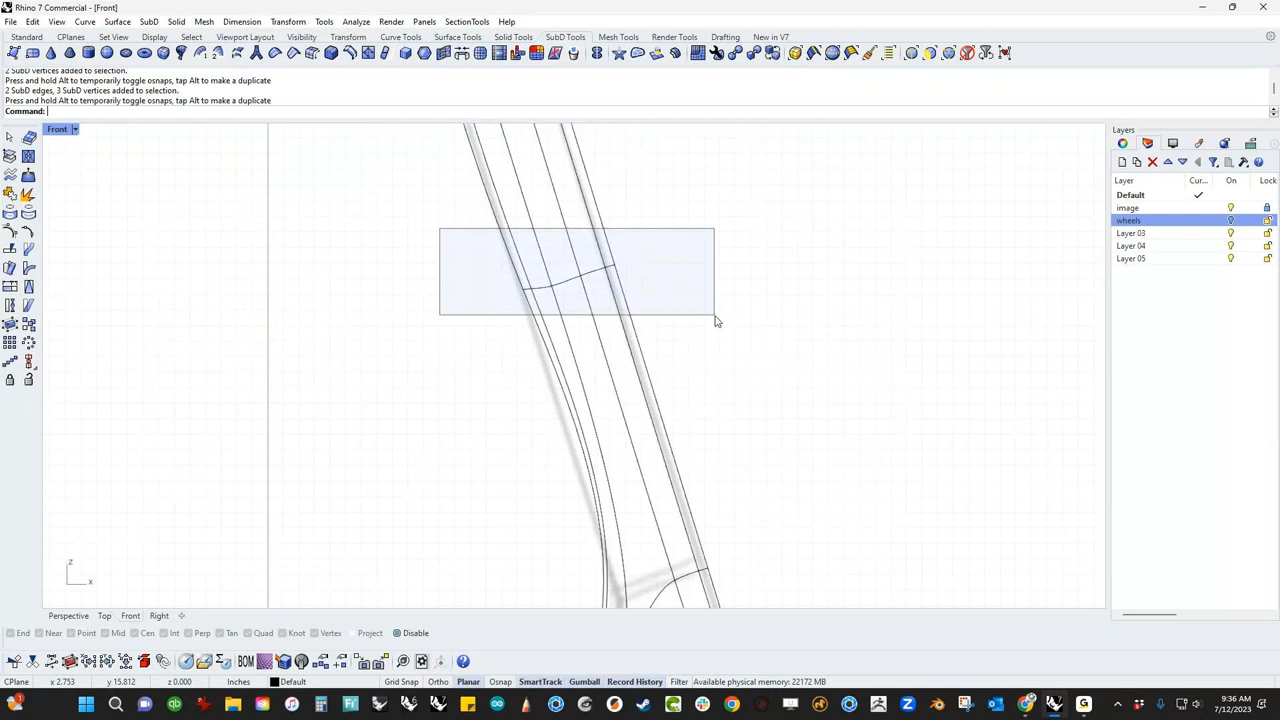 Rhino 7 Commercial - [Front]
File Edit View Curve Surface SubD Solid Mesh Dimension Transform Tools Analyze Render Panels SectionTools Help
Standard CPlanes Set View Display Select Viewport Layout Visibility Transform Curve Tools Surface Tools Solid Tools SubD Tools Mesh Tools Render Tools Drafting New in V7
2 SubD vertices added to selection.
Press and hold Alt to temporarily toggle osnaps, tap Alt to make a duplicate
2 SubD edges, 3 SubD vertices added to selection.
Press and hold Alt to temporarily toggle osnaps, tap Alt to make a duplicate
Command:
Front
Layers
Layer Cur... On Lock
Default
image
wheels
Layer 03
Layer 04
Layer 05
z
x
Perspective Top Front Right
End Near Point Mid Cen Int Perp Tan Quad Knot Vertex Project Disable
BOM
CPlane x 2.753 y 15.812 z 0.000 Inches Default Grid Snap Ortho Planar Osnap SmartTrack Gumball Record History Filter Available physical memory: 22172 MB
9:36 AM
7/12/2023